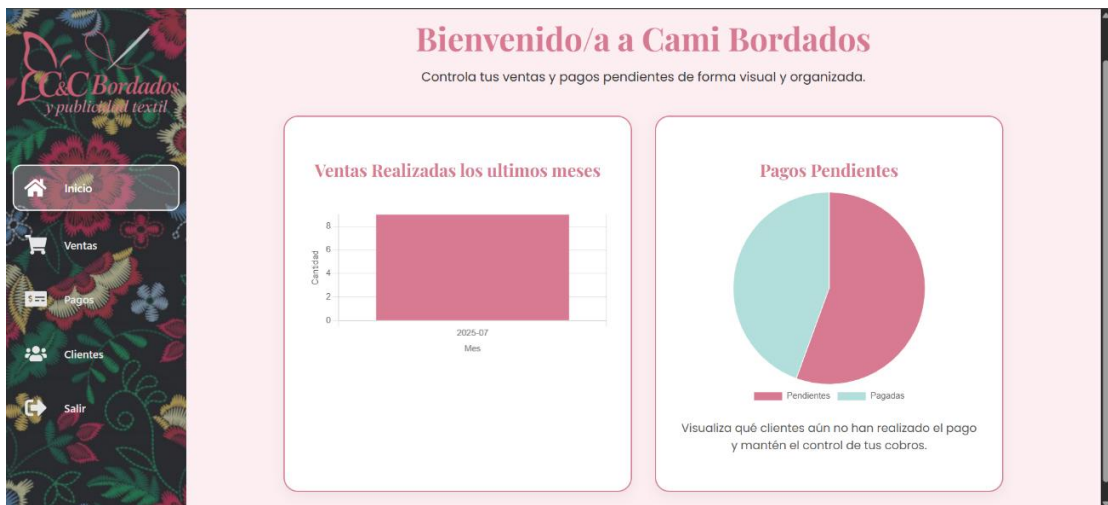 C&C Bordados
y publicidad textil
Inicio
Ventas
Pagos
Clientes
Salir
Bienvenido/a a Cami Bordados
Controla tus ventas y pagos pendientes de forma visual y organizada.
Ventas Realizadas los ultimos meses
Cantidad
8
6
4
2
0
2025-07
Mes
Pagos Pendientes
Pendientes Pagadas
Visualiza qué clientes aún no han realizado el pago
y mantén el control de tus cobros.